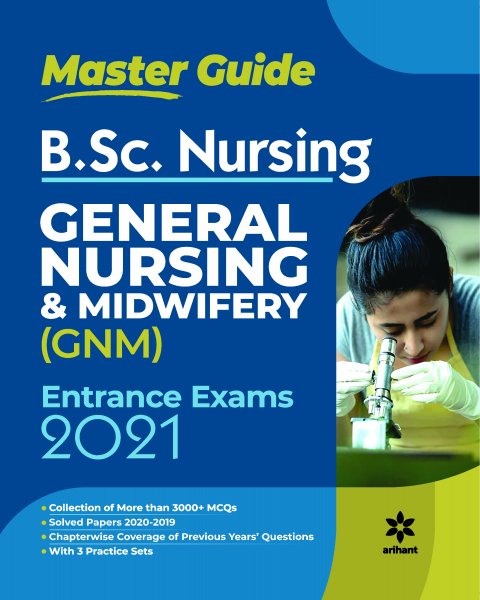 Master Guide
B.Sc. Nursing
GENERAL
NURSING
& MIDWIFERY
(GNM)
Entrance Exams
2021
• Collection of More than 3000+ MCQs
• Solved Papers 2020-2019
• Chapterwise Coverage of Previous Years' Questions
• With 3 Practice Sets
arihant